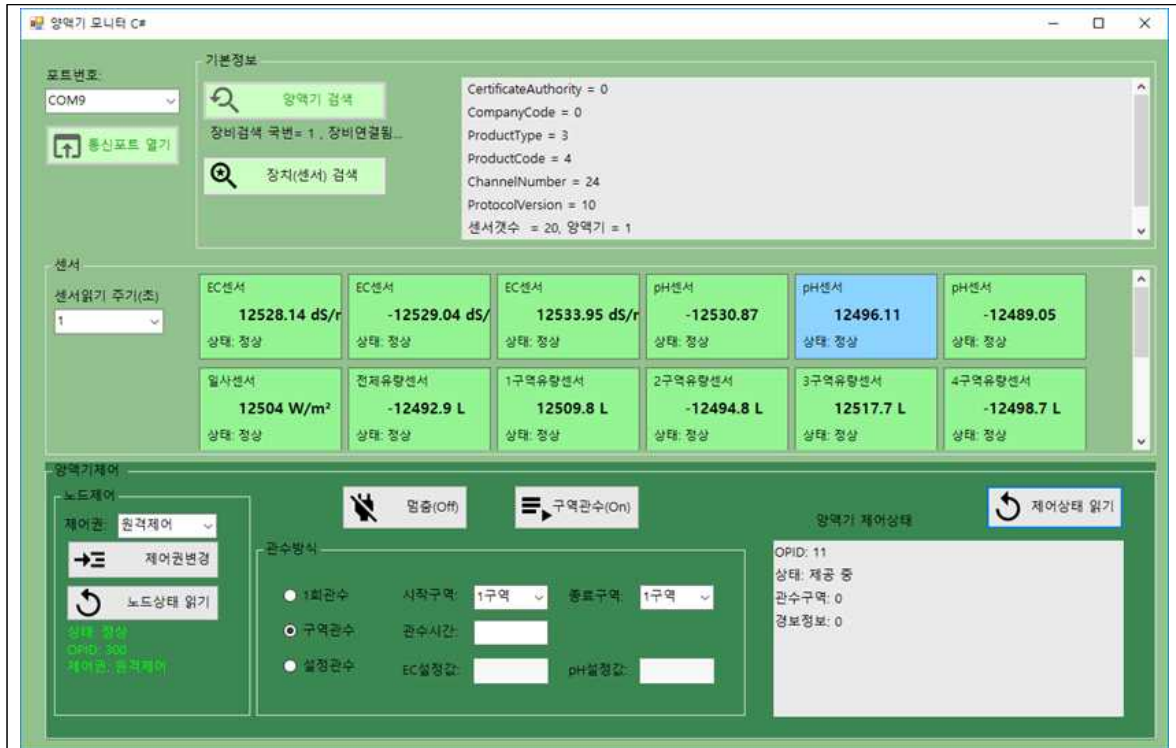 양액기 모니터 C#
포트번호:
COM9
통신포트 열기
기본정보
양액기 검색
장비검색 국번= 1 , 장비연결됨...
장치(센서) 검색
CertificateAuthority = 0
CompanyCode = 0
ProductType = 3
ProductCode = 4
ChannelNumber = 24
ProtocolVersion = 10
센서갯수 = 20, 양액기 = 1
센서
센서읽기 주기(초)
1
EC센서
12528.14 dS/r
상태: 정상
EC센서
-12529.04 dS/
상태: 정상
EC센서
12533.95 dS/r
상태: 정상
pH센서
-12530.87
상태: 정상
pH센서
12496.11
상태: 정상
pH센서
-12489.05
상태: 정상
일사센서
12504 W/m²
상태: 정상
전체유량센서
-12492.9 L
상태: 정상
1구역유량센서
12509.8 L
상태: 정상
2구역유량센서
-12494.8 L
상태: 정상
3구역유량센서
12517.7 L
상태: 정상
4구역유량센서
-12498.7 L
상태: 정상
양액기제어
노드제어
제어권: 원격제어
제어권변경
노드상태 읽기
상태: 정상
OPID: 300
제어권: 원격제어
멈춤(Off)
구역관수(On)
관수방식
1회관수
시작구역: 1구역
종료구역: 1구역
구역관수
관수시간:
설정관수
EC설정값:
pH설정값:
양액기 제어상태
제어상태 읽기
OPID: 11
상태: 제공 중
관수구역: 0
경보정보: 0